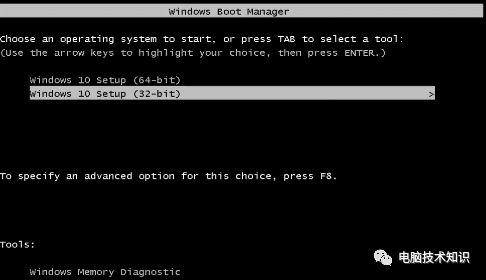 Windows Boot Manager
Choose an operating system to start, or press TAB to select a tool:
(Use the arrow keys to highlight your choice, then press ENTER.)
Windows 10 Setup (64-bit)
Windows 10 Setup (32-bit) >
To specify an advanced option for this choice, press F8.
Tools:
Windows Memory Diagnostic
电脑技术知识